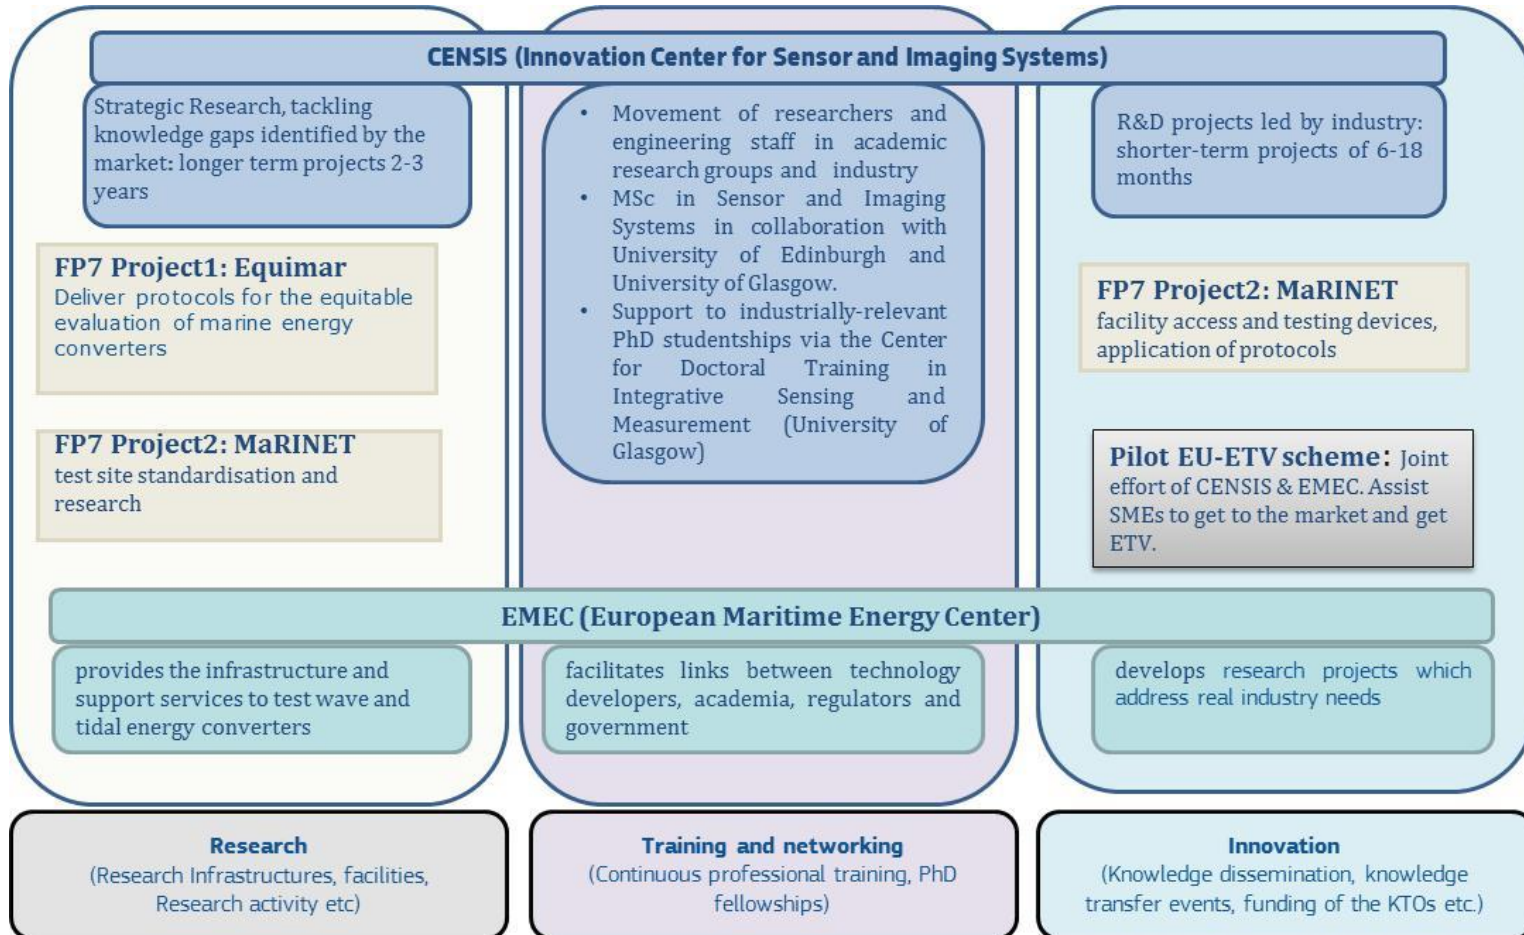 CENSIS (Innovation Center for Sensor and Imaging Systems)
Strategic Research, tackling
knowledge gaps identified by the
market: longer term projects 2-3
years
FP7 Project1: Equimar
Deliver protocols for the equitable
evaluation of marine energy
converters
FP7 Project2: MaRINET
test site standardisation and
research
• Movement of researchers and
engineering staff in academic
research groups and industry
• MSc in Sensor and Imaging
Systems in collaboration with
University of Edinburgh and
University of Glasgow.
• Support to industrially-relevant
PhD studentships via the Center
for Doctoral Training in
Integrative Sensing and
Measurement (University of
Glasgow)
R&D projects led by industry:
shorter-term projects of 6-18
months
FP7 Project2: MaRINET
facility access and testing devices,
application of protocols
Pilot EU-ETV scheme: Joint
effort of CENSIS & EMEC. Assist
SMEs to get to the market and get
ETV.
EMEC (European Maritime Energy Center)
provides the infrastructure and
support services to test wave and
tidal energy converters
facilitates links between technology
developers, academia, regulators and
government
develops research projects which
address real industry needs
Research
(Research Infrastructures, facilities,
Research activity etc)
Training and networking
(Continuous professional training, PhD
fellowships)
Innovation
(Knowledge dissemination, knowledge
transfer events, funding of the KTOs etc.)